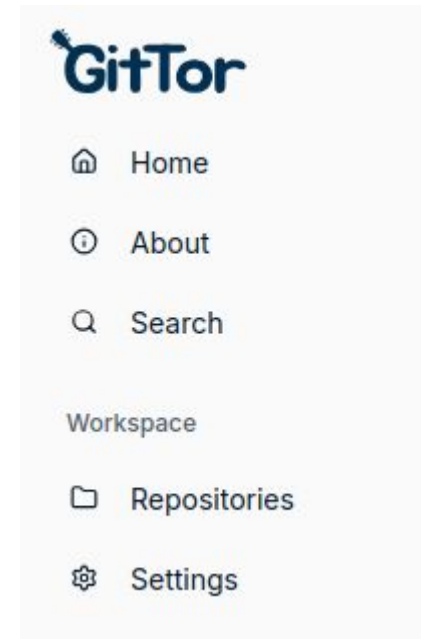 GitTor
Home
About
Search
Workspace
Repositories
Settings